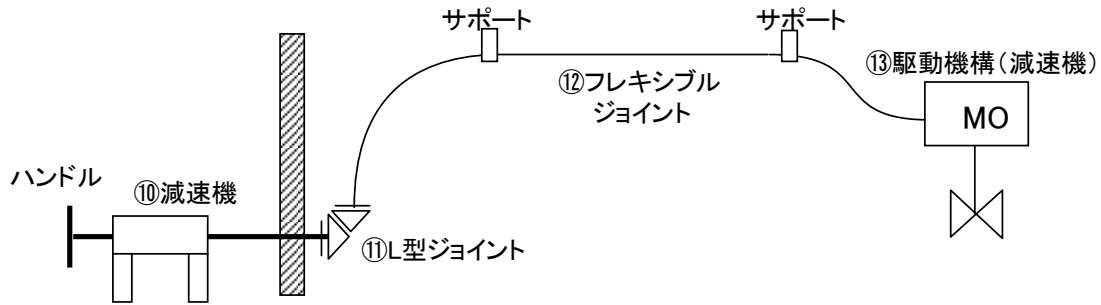 サポート
サポート
⑬駆動機構(減速機)
⑫フレキシブル
ジョイント
MO
ハンドル
⑩減速機
⑪L型ジョイント